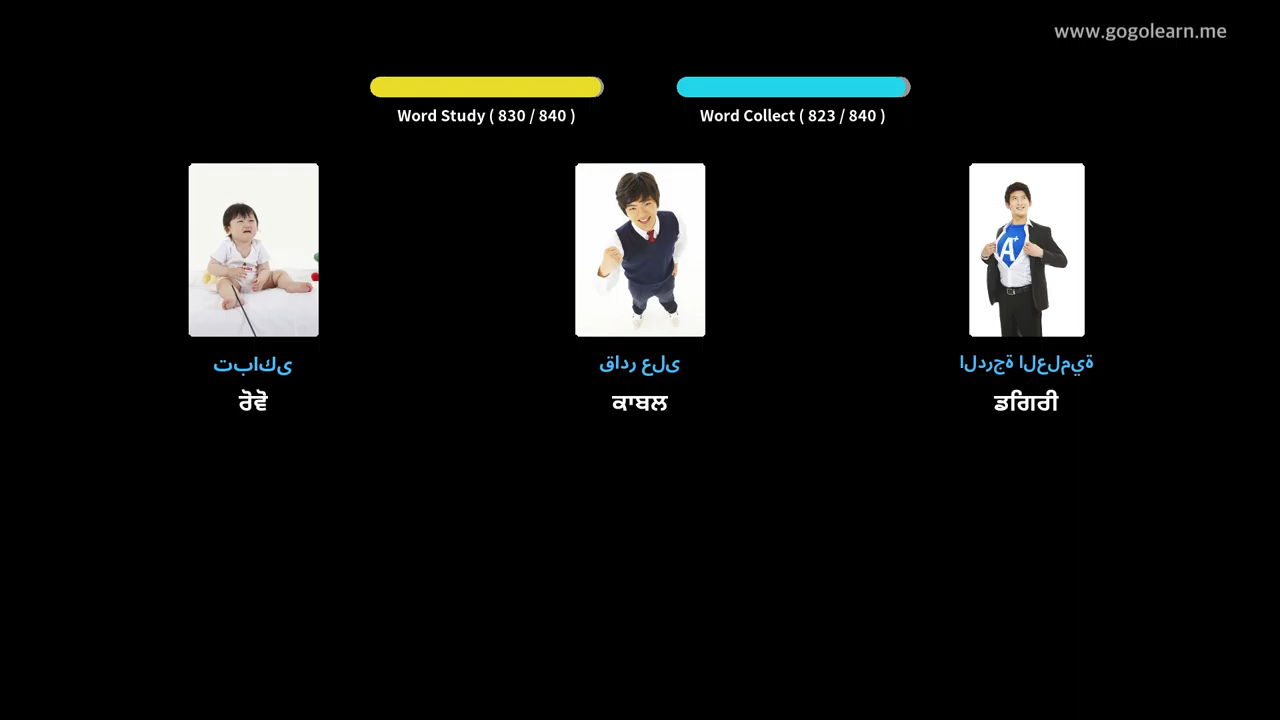 www.gogolearn.me
Word Study ( 830 / 840 )
Word Collect ( 823 / 840 )
A+
تباكى
قادر على
الدرجة العلمية
ਰੋਵੋ
ਕਾਬਲ
ਡਗਿਰੀ